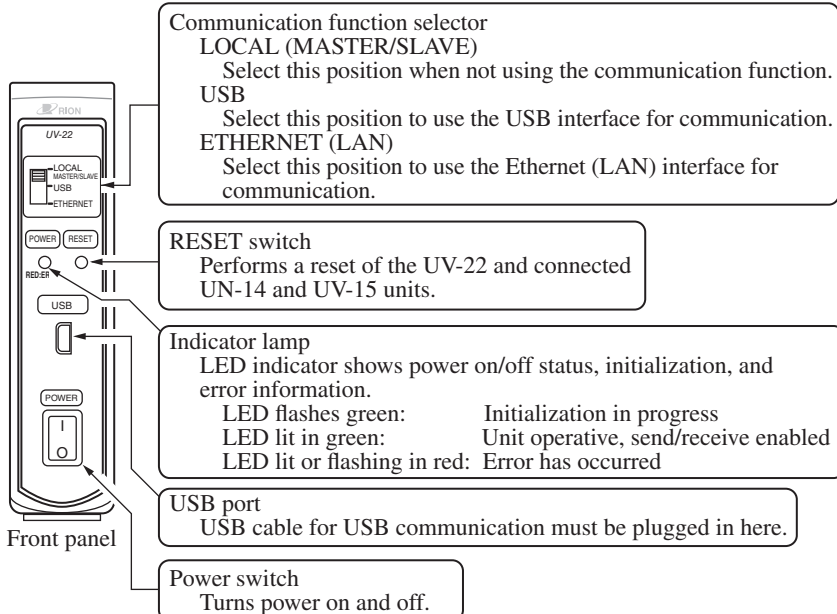 Communication function selector
LOCAL (MASTER/SLAVE)
Select this position when not using the communication function.
USB
Select this position to use the USB interface for communication.
ETHERNET (LAN)
Select this position to use the Ethernet (LAN) interface for
communication.
RION
UV-22
LOCAL
MASTER/SLAVE
USB
ETHERNET
POWER RESET
RED:ER
USB
POWER
I
O
Front panel
RESET switch
Performs a reset of the UV-22 and connected
UN-14 and UV-15 units.
Indicator lamp
LED indicator shows power on/off status, initialization, and
error information.
LED flashes green: Initialization in progress
LED lit in green: Unit operative, send/receive enabled
LED lit or flashing in red: Error has occurred
USB port
USB cable for USB communication must be plugged in here.
Power switch
Turns power on and off.